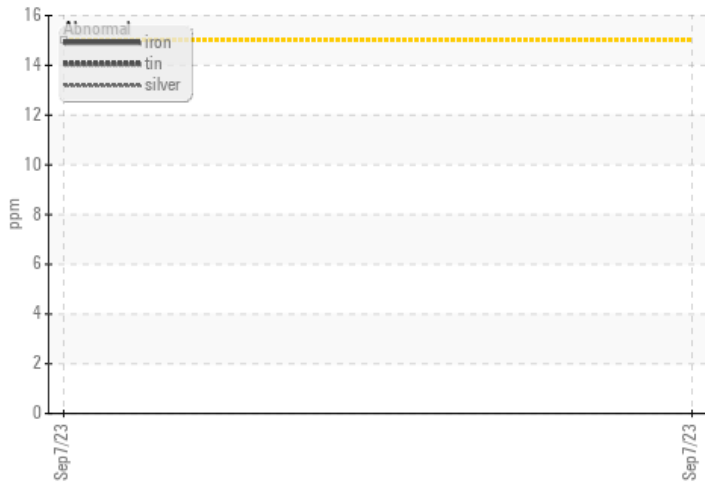 16
14
12
10
8
6
4
2
0
ppm
Abnormal
iron
tin
silver
Sep7/23
Sep7/23